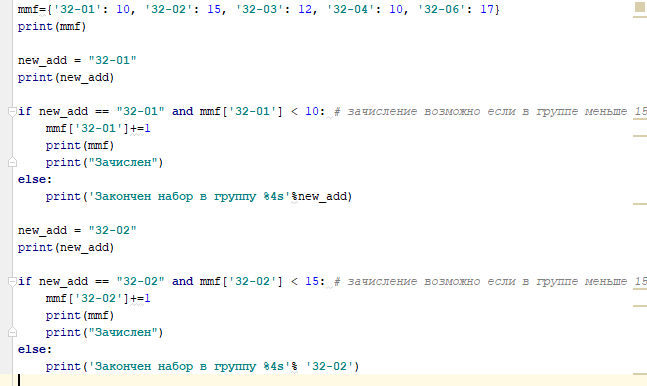 mmf={'32-01': 10, '32-02': 15, '32-03': 12, '32-04': 10, '32-06': 17}
print(mmf)
new_add = "32-01"
print(new_add)
if new_add == "32-01" and mmf['32-01'] < 10: # зачисление возможно если в группе меньше 15
mmf['32-01']+=1
print(mmf)
print("Зачислен")
else:
print('Закончен набор в группу %4s'%new_add)
new_add = "32-02"
print(new_add)
if new_add == "32-02" and mmf['32-02'] < 15: # зачисление возможно если в группе меньше 15
mmf['32-02']+=1
print(mmf)
print("Зачислен")
else:
print('Закончен набор в группу %4s'% '32-02')